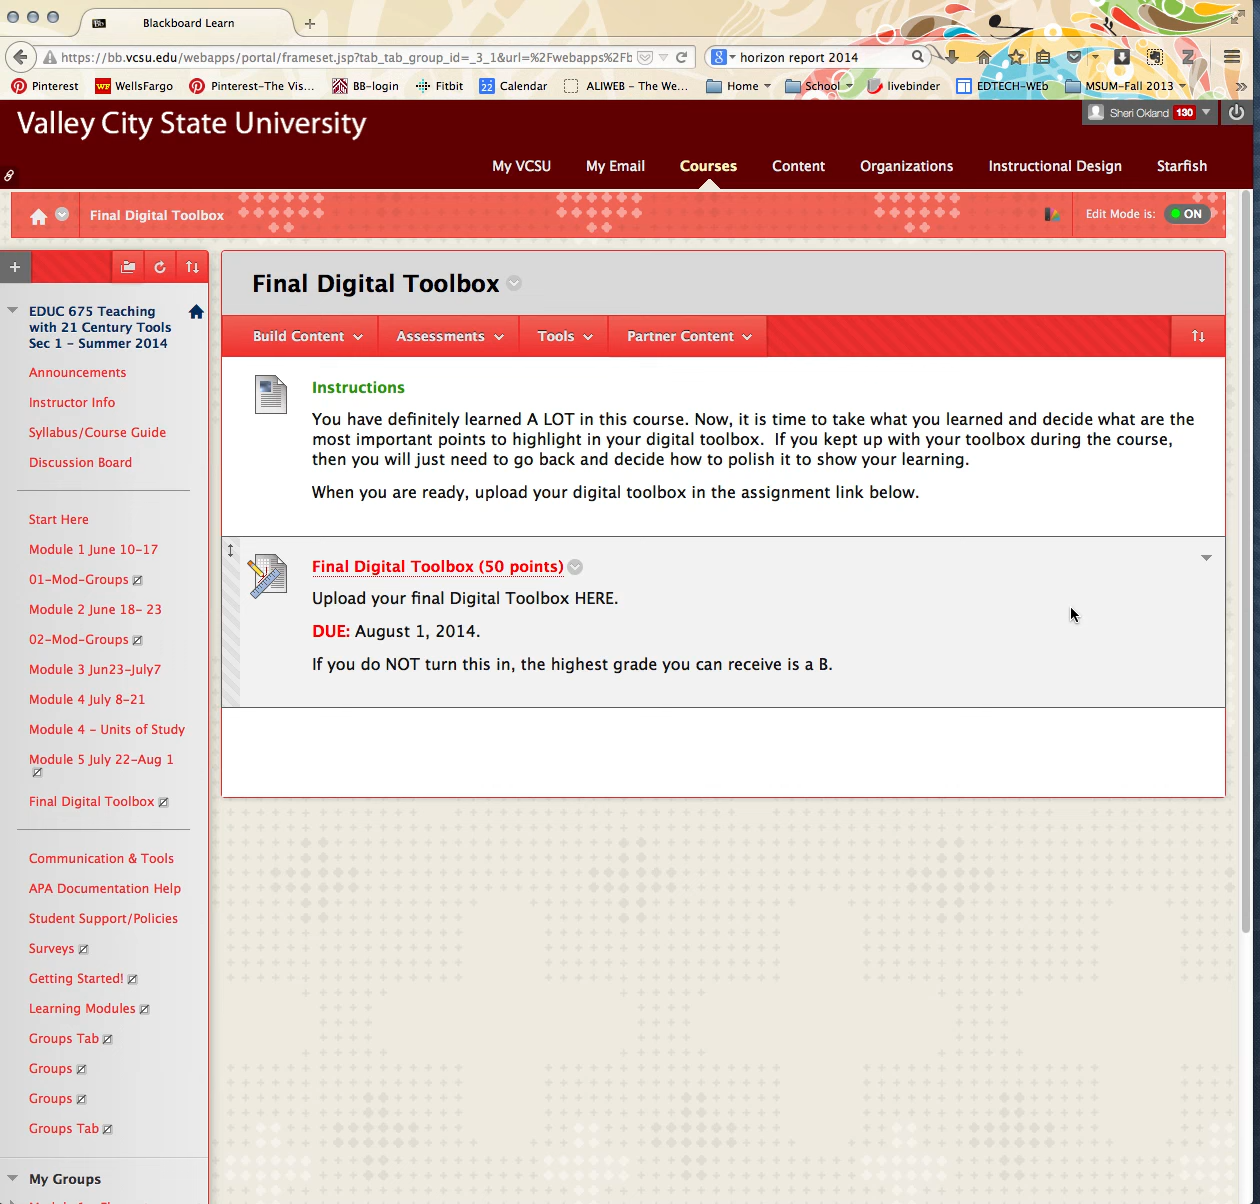 Blackboard Learn
https://bb.vcsu.edu/webapps/portal/frameset.jsp?tab_tab_group_id=_3_1&url=%2Fwebapps%2Fb
horizon report 2014
Pinterest
WellsFargo
Pinterest-The Vis...
BB-login
Fitbit
22 Calendar
ALIWEB - The We...
Home
School
livebinder
EDTECH-WEb
MSUM-Fall 2013
Valley City State University
Sheri Okland 130
My VCSU
My Email
Courses
Content
Organizations
Instructional Design
Starfish
Final Digital Toolbox
Edit Mode is: ON
EDUC 675 Teaching
with 21 Century Tools
Sec 1 - Summer 2014
Announcements
Instructor Info
Syllabus/Course Guide
Discussion Board
Start Here
Module 1 June 10-17
01-Mod-Groups
Module 2 June 18- 23
02-Mod-Groups
Module 3 Jun23-July7
Module 4 July 8-21
Module 4 - Units of Study
Module 5 July 22-Aug 1
Final Digital Toolbox
Communication & Tools
APA Documentation Help
Student Support/Policies
Surveys
Getting Started!
Learning Modules
Groups Tab
Groups
Groups
Groups Tab
My Groups
Final Digital Toolbox
Build Content
Assessments
Tools
Partner Content
Instructions
You have definitely learned A LOT in this course. Now, it is time to take what you learned and decide what are the
most important points to highlight in your digital toolbox.  If you kept up with your toolbox during the course,
then you will just need to go back and decide how to polish it to show your learning.
When you are ready, upload your digital toolbox in the assignment link below.
Final Digital Toolbox (50 points)
Upload your final Digital Toolbox HERE.
DUE: August 1, 2014.
If you do NOT turn this in, the highest grade you can receive is a B.